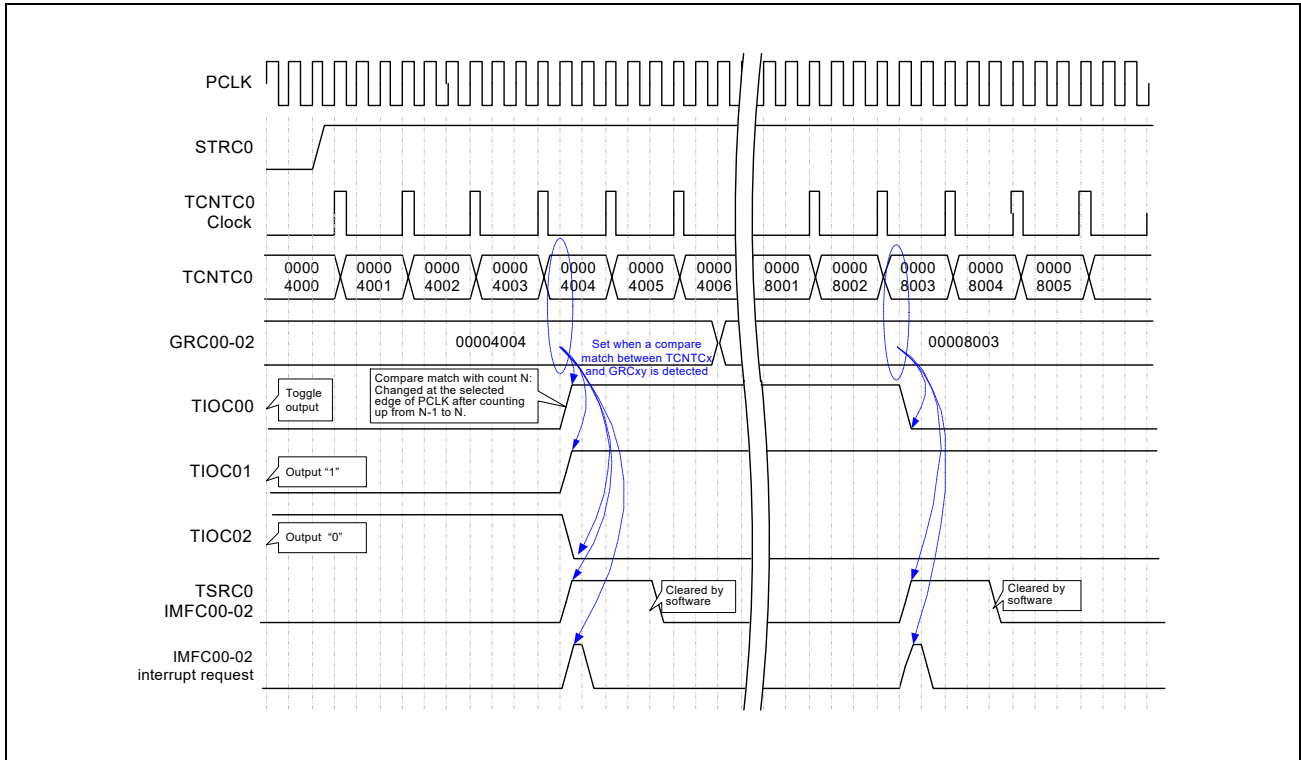 PCLK
STRC0
TCNTC0
Clock
TCNTC0
0000 0000 0000 0000 0000 0000 0000 0000 0000 0000 0000 0000
4000 4001 4002 4003 4004 4005 4006 8001 8002 8003 8004 8005
GRC00-02
00004004
Set when a compare
match between TCNTCx
and GRCxy is detected
00008003
TIOC00
Toggle
output
Compare match with count N:
Changed at the selected
edge of PCLK after counting
up from N-1 to N.
TIOC01
Output “1”
TIOC02
Output “0”
TSRC0
IMFC00-02
Cleared by
software
Cleared by
software
IMFC00-02
interrupt request